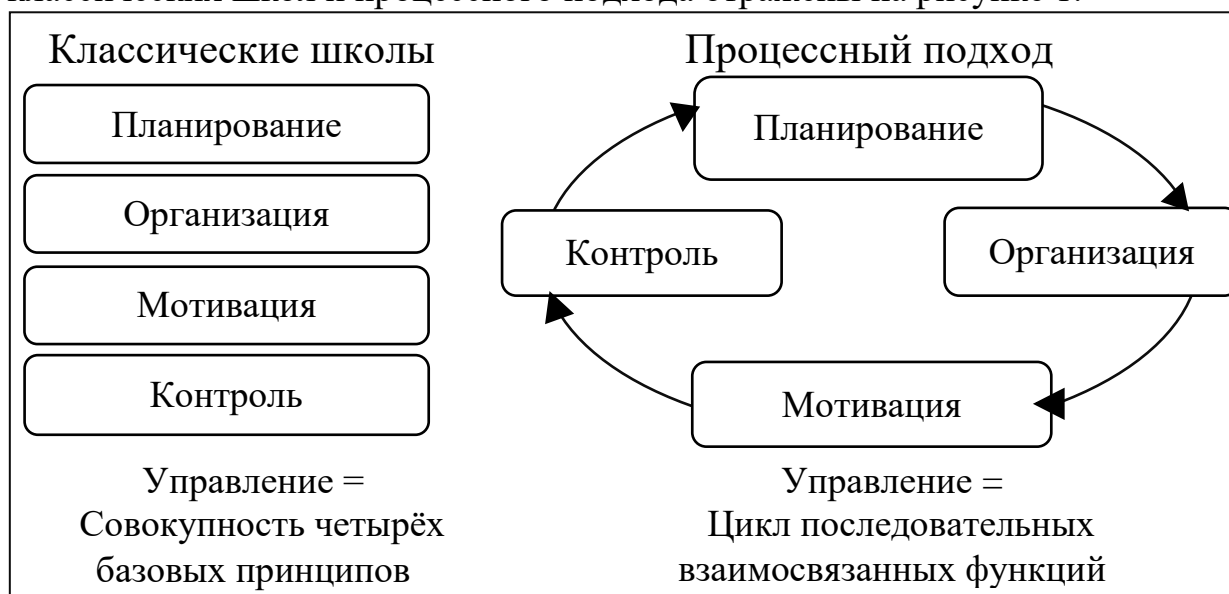 Классические школы
Планирование
Организация
Мотивация
Контроль
Управление =
Совокупность четырёх
базовых принципов
Процессный подход
Планирование
Организация
Мотивация
Контроль
Управление =
Цикл последовательных
взаимосвязанных функций